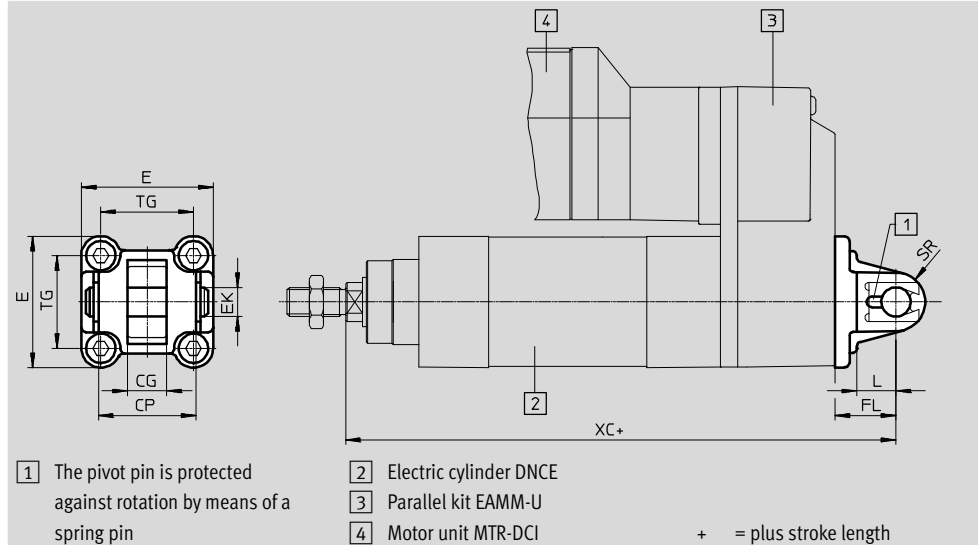 4
3
E
TG
1
SR
E
TG
EK
CG
CP
2
L
FL
XC+
1 The pivot pin is protected
against rotation by means of a
spring pin
2 Electric cylinder DNCE
3 Parallel kit EAMM-U
4 Motor unit MTR-DCI
+ = plus stroke length